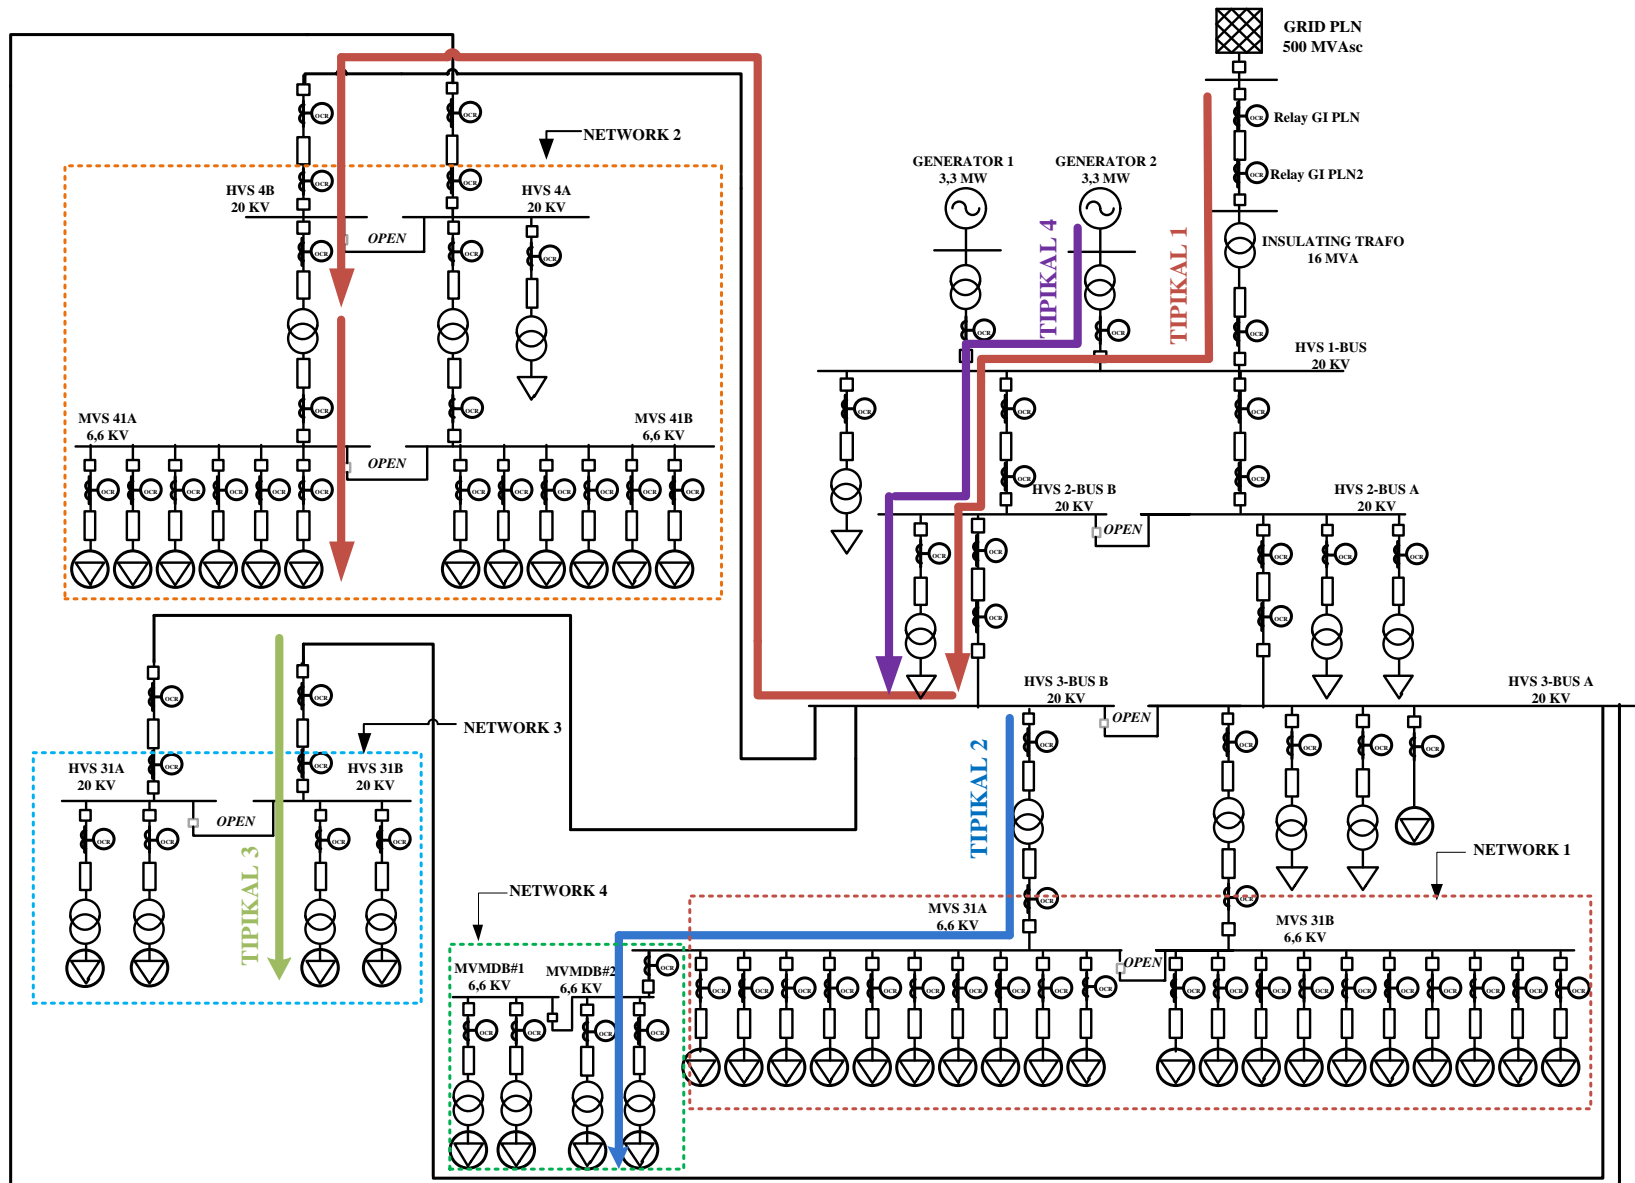 GRID PLN
500 MVAsc
Relay GI PLN
Relay GI PLN2
INSULATING TRAFO
16 MVA
TIPIKAL 1
GENERATOR 1
3,3 MW
GENERATOR 2
3,3 MW
TIPIKAL 4
HVS 1-BUS
20 KV
HVS 2-BUS B
20 KV
OPEN
HVS 2-BUS A
20 KV
HVS 3-BUS B
20 KV
OPEN
HVS 3-BUS A
20 KV
NETWORK 2
HVS 4B
20 KV
OPEN
HVS 4A
20 KV
MVS 41A
6,6 KV
OPEN
MVS 41B
6,6 KV
NETWORK 3
HVS 31A
20 KV
OPEN
HVS 31B
20 KV
TIPIKAL 3
TIPIKAL 2
NETWORK 4
MVMDB#1
6,6 KV
MVMDB#2
6,6 KV
NETWORK 1
MVS 31A
6,6 KV
OPEN
MVS 31B
6,6 KV
OCR